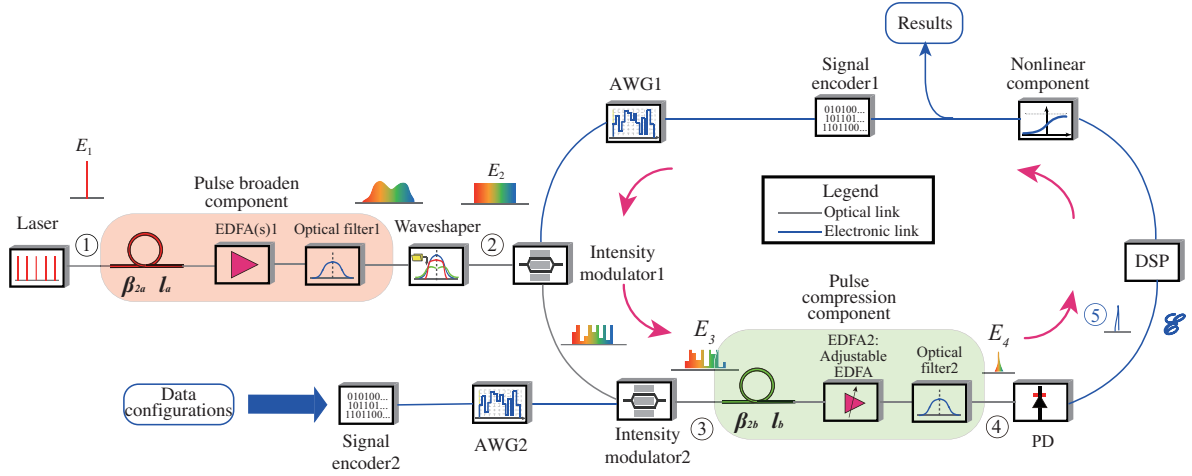 Results
AWG1
Signal
encoder1
010100...
101101...
1101100...
Nonlinear
component
E1
Pulse broaden
component
E2
Legend
Optical link
Electronic link
Laser
①
EDFA(s)1
Optical filter1
Waveshaper
②
β2a la
Intensity
modulator1
DSP
Pulse
compression
component
⑤
ℰ
E3
EDFA2:
Adjustable
EDFA
Optical
filter2
E4
Data
configurations
010100...
101101...
1101100...
Signal
encoder2
AWG2
Intensity
modulator2
③
β2b lb
④
PD